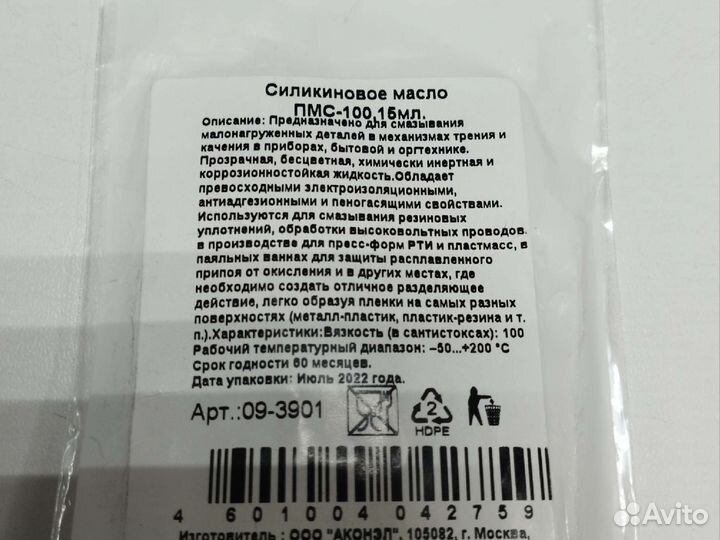 Силикиновое масло
ПМС-100,15мл.
Описание: Предназначено для смазывания
малонагруженных деталей в механизмах трения и
качения в приборах, бытовой и оргтехнике.
Прозрачная, бесцветная, химически инертная и
коррозионностойкая жидкость.Обладает
превосходными электроизоляционными,
антиадгезионными и пеногасящими свойствами.
Используются для смазывания резиновых
уплотнений, обработки высоковольтных проводов.
в производстве для пресс-форм РТИ и пластмасс, в
паяльных ваннах для защиты расплавленного
припоя от окисления и в других местах, где
необходимо создать отличное разделяющее
действие, легко образуя пленки на самых разных
поверхностях (металл-пластик, пластик-резина и т.
п.).Характеристики:Вязкость (в сантистоксах): 100
Рабочий температурный диапазон: –50...+200 °С
Срок годности 60 месяцев.
Дата упаковки: Июль 2022 года.
Арт.:09-3901
2
HDPE
4 601004 042759
Изготовитель : ООО "АКОНЭЛ", 105082, г. Москва,
Avito